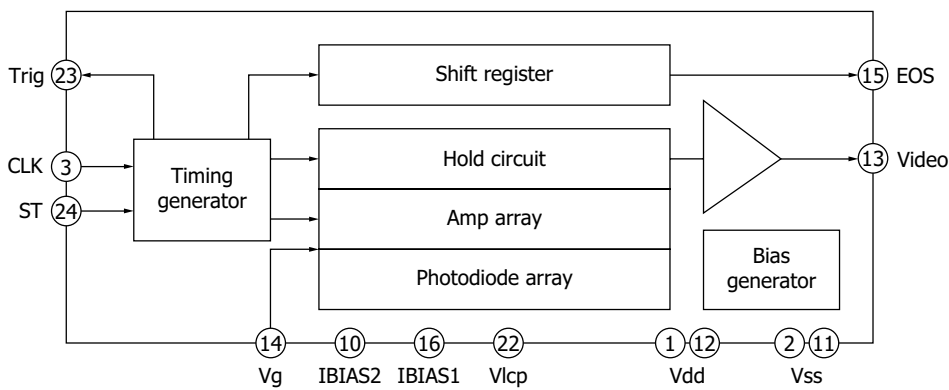 Trig
23
Shift register
15
EOS
CLK
3
Timing
generator
Hold circuit
13
Video
ST
24
Amp array
Photodiode array
Bias
generator
14
10
16
22
1
12
2
11
Vg
IBIAS2
IBIAS1
Vlcp
Vdd
Vss